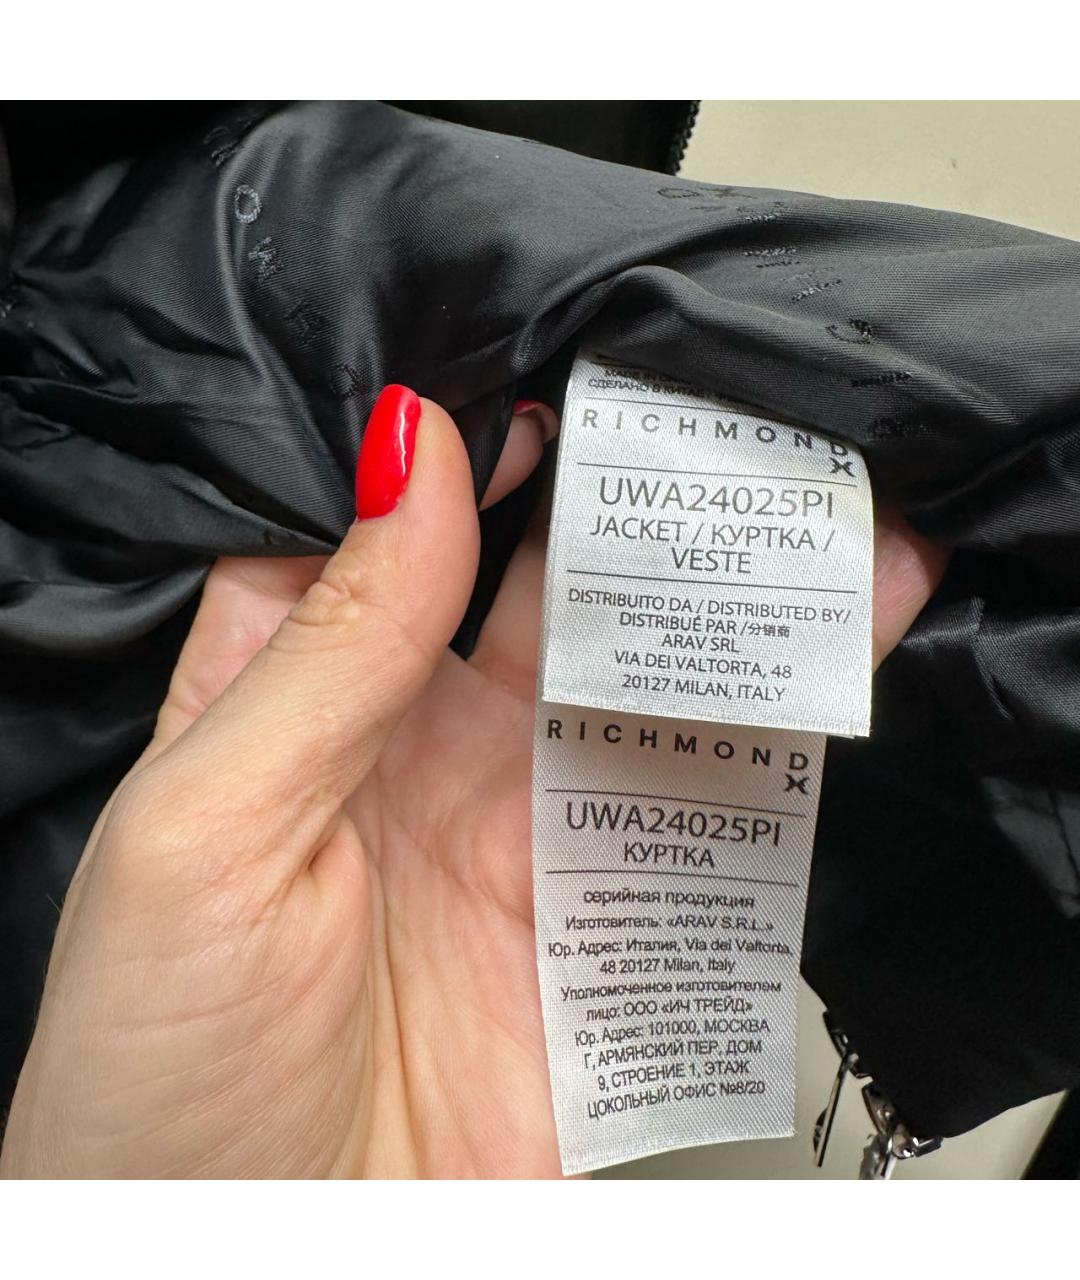 СДЕЛАНО В КИТАЕ
RICHMOND
X
UWA24025PI
JACKET / КУРТКА /
VESTE
DISTRIBUITO DA / DISTRIBUTED BY/
DISTRIBUÉ PAR /分销商
ARAV SRL
VIA DEI VALTORTA, 48
20127 MILAN, ITALY
RICHMOND
X
UWA24025PI
КУРТКА
серийная продукция
Изготовитель: «ARAV S.R.L.»
Юр. Адрес: Италия, Via dei Valtorta,
48 20127 Milan, Italy
Уполномоченное изготовителем
лицо: ООО «ИЧ ТРЕЙД»
Юр. Адрес: 101000, МОСКВА
Г, АРМЯНСКИЙ ПЕР, ДОМ
9, СТРОЕНИЕ 1, ЭТАЖ
ЦОКОЛЬНЫЙ ОФИС №8/20